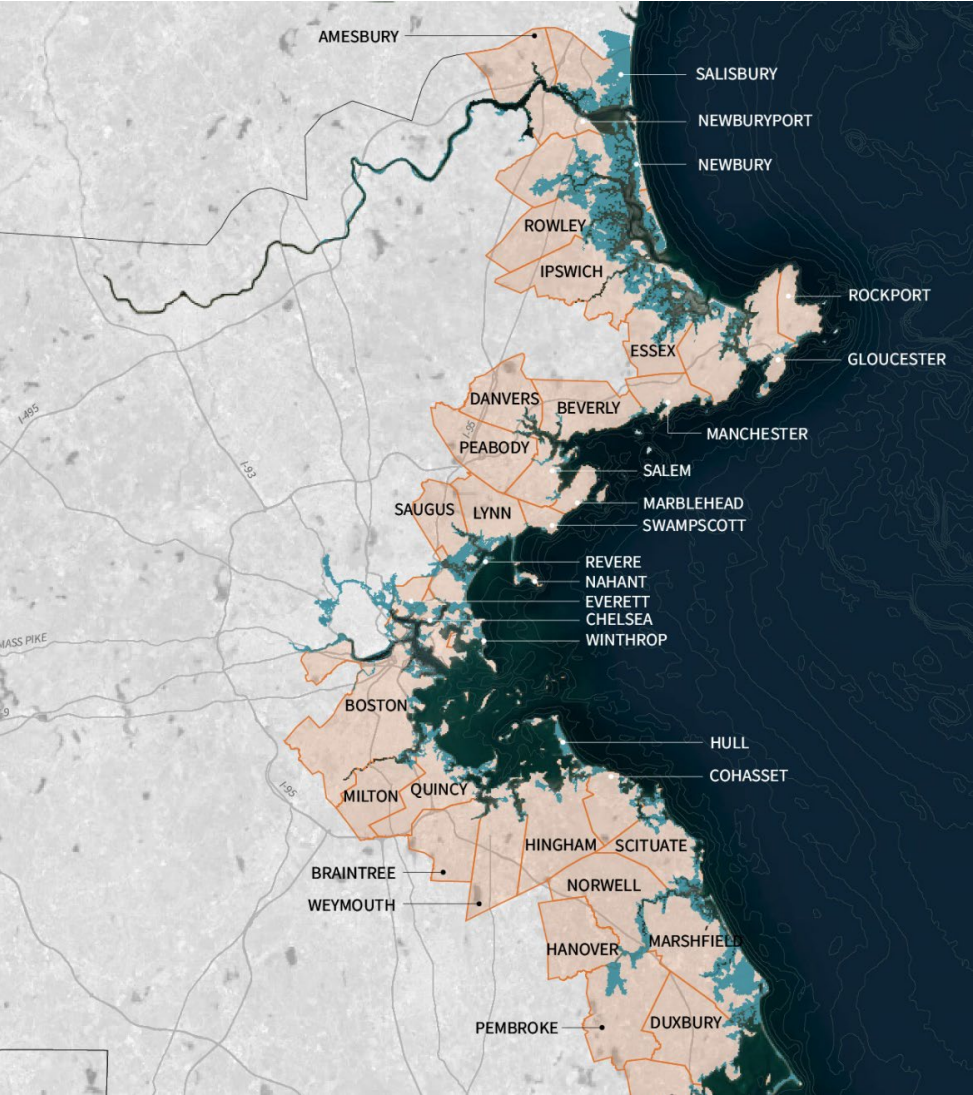 AMESBURY
SALISBURY
NEWBURYPORT
NEWBURY
ROWLEY
IPSWICH
ROCKPORT
ESSEX
GLOUCESTER
DANVERS
BEVERLY
I-495
I-95
MANCHESTER
PEABODY
I-93
SALEM
MARBLEHEAD
SAUGUS
LYNN
SWAMPSCOTT
REVERE
NAHANT
EVERETT
CHELSEA
MASS PIKE
WINTHROP
BOSTON
-9
HULL
COHASSET
I-95
MILTON
QUINCY
HINGHAM
SCITUATE
BRAINTREE
NORWELL
WEYMOUTH
HANOVER
MARSHFIELD
PEMBROKE
DUXBURY